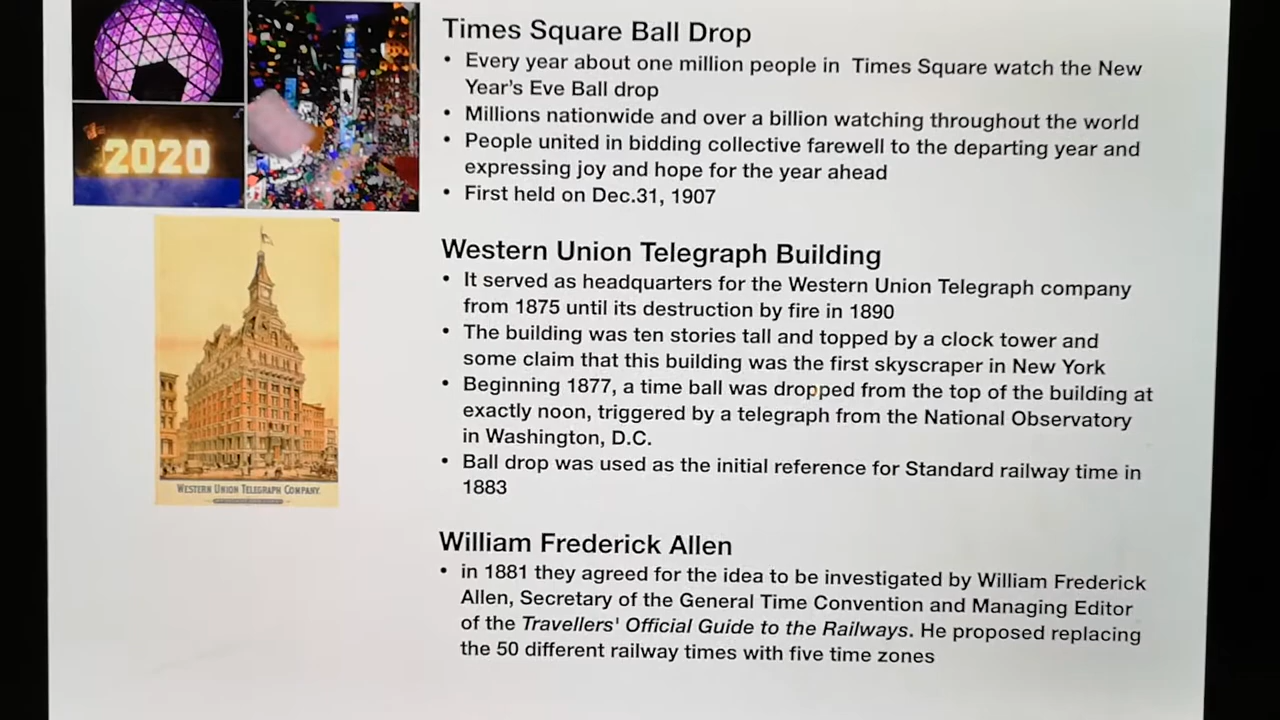 Times Square Ball Drop
• Every year about one million people in Times Square watch the New
Year's Eve Ball drop
• Millions nationwide and over a billion watching throughout the world
• People united in bidding collective farewell to the departing year and
expressing joy and hope for the year ahead
• First held on Dec.31, 1907
2020
Western Union Telegraph Building
• It served as headquarters for the Western Union Telegraph company
from 1875 until its destruction by fire in 1890
• The building was ten stories tall and topped by a clock tower and
some claim that this building was the first skyscraper in New York
• Beginning 1877, a time ball was dropped from the top of the building at
exactly noon, triggered by a telegraph from the National Observatory
in Washington, D.C.
• Ball drop was used as the initial reference for Standard railway time in
1883
WESTERN UNION TELEGRAPH COMPANY.
William Frederick Allen
• in 1881 they agreed for the idea to be investigated by William Frederick
Allen, Secretary of the General Time Convention and Managing Editor
of the Travellers' Official Guide to the Railways. He proposed replacing
the 50 different railway times with five time zones